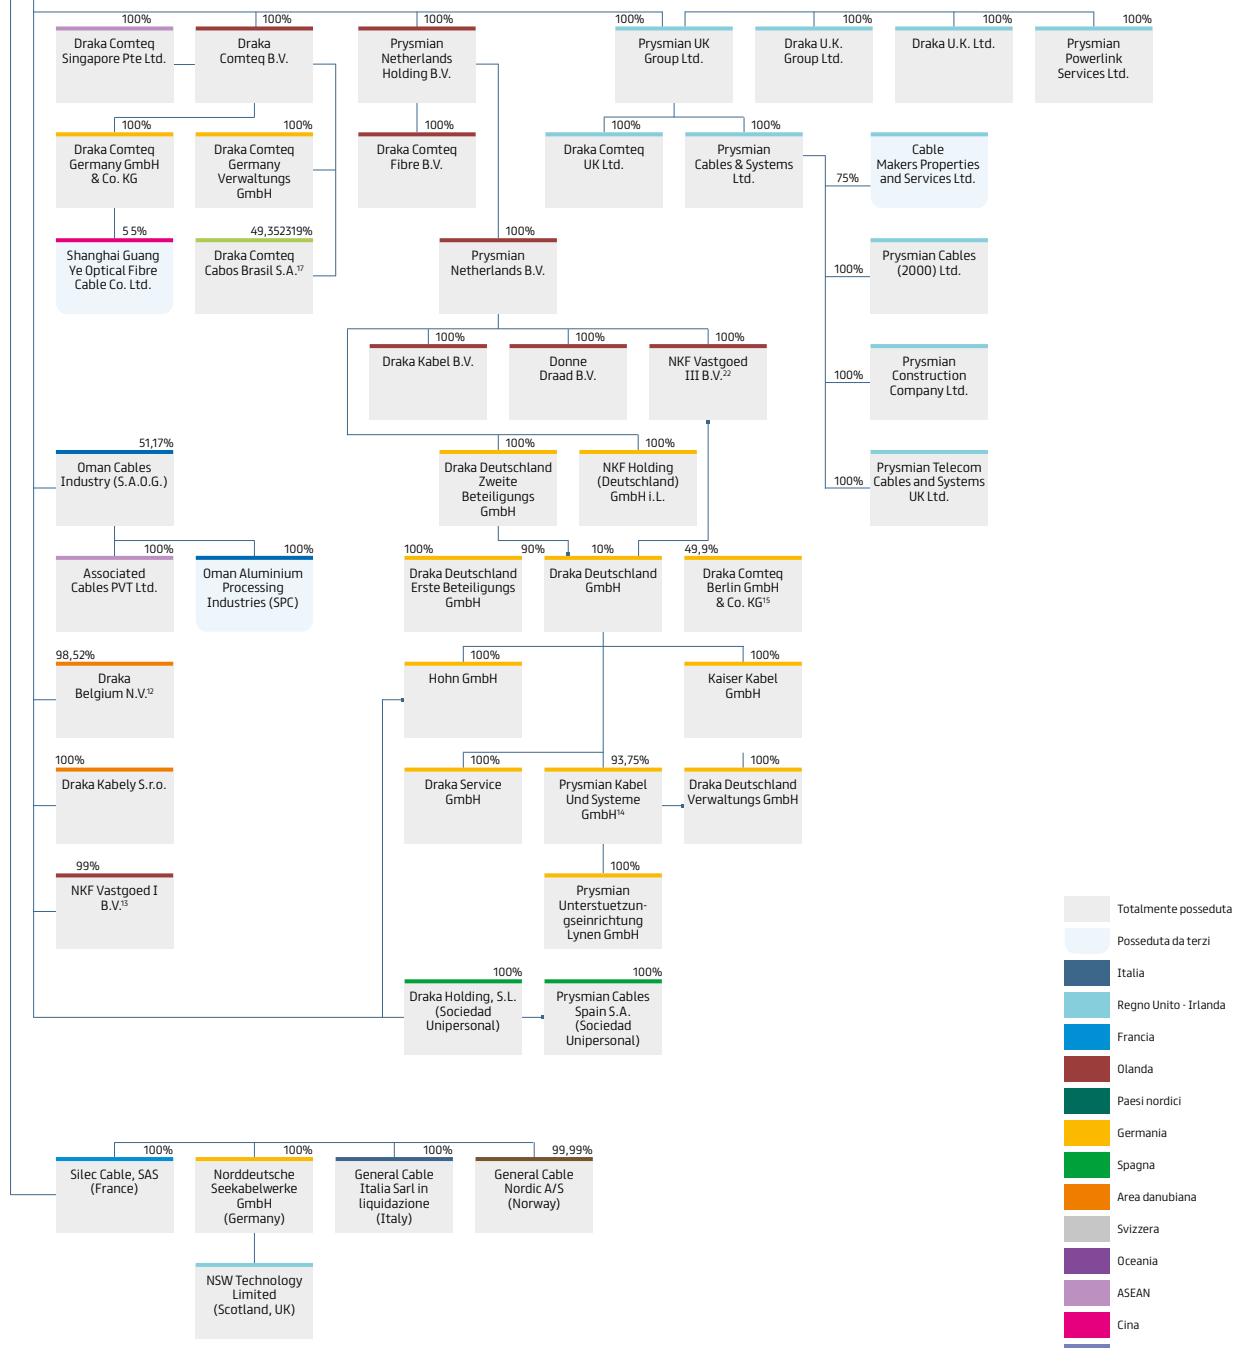 100%
100%
100%
100%
100%
100%
100%
Draka Comteq
Singapore Pte Ltd.
Draka
Comteq B.V.
Prysmian
Netherlands
Holding B.V.
Prysmian UK
Group Ltd.
Draka U.K.
Group Ltd.
Draka U.K. Ltd.
Prysmian
Powerlink
Services Ltd.
100%
100%
100%
100%
100%
Draka Comteq
Germany GmbH
& Co. KG
Draka Comteq
Germany
Verwaltungs
GmbH
Draka Comteq
Fibre B.V.
Draka Comteq
UK Ltd.
Prysmian
Cables & Systems
Ltd.
75%
Cable
Makers Properties
and Services Ltd.
55%
49,352319%
100%
Shanghai Guang
Ye Optical Fibre
Cable Co. Ltd.
Draka Comteq
Cabos Brasil S.A.17
Prysmian
Netherlands B.V.
100%
Prysmian Cables
(2000) Ltd.
100%
100%
100%
Draka Kabel B.V.
Donne
Draad B.V.
NKF Vastgoed
III B.V.22
100%
Prysmian
Construction
Company Ltd.
51,17%
100%
100%
Oman Cables
Industry (S.A.O.G.)
Draka Deutschland
Zweite
Beteiligungs
GmbH
NKF Holding
(Deutschland)
GmbH i.L.
100%
Prysmian Telecom
Cables and Systems
UK Ltd.
100%
100%
100%
90%
10%
49,9%
Associated
Cables PVT Ltd.
Oman Aluminium
Processing
Industries (SPC)
Draka Deutschland
Erste Beteiligungs
GmbH
Draka Deutschland
GmbH
Draka Comteq
Berlin GmbH
& Co. KG15
98,52%
100%
100%
Draka
Belgium N.V.12
Hohn GmbH
Kaiser Kabel
GmbH
100%
100%
93,75%
100%
Draka Kabely S.r.o.
Draka Service
GmbH
Prysmian Kabel
Und Systeme
GmbH14
Draka Deutschland
Verwaltungs GmbH
99%
100%
NKF Vastgoed I
B.V.13
Prysmian
Unterstuetzun-
gseinrichtung
Lynen GmbH
100%
100%
Draka Holding, S.L.
(Sociedad
Unipersonal)
Prysmian Cables
Spain S.A.
(Sociedad
Unipersonal)
100%
100%
100%
99,99%
Silec Cable, SAS
(France)
Norddeutsche
Seekabelwerke
GmbH
(Germany)
General Cable
Italia Sarl in
liquidazione
(Italy)
General Cable
Nordic A/S
(Norway)
NSW Technology
Limited
(Scotland, UK)
Totalmente posseduta
Posseduta da terzi
Italia
Regno Unito - Irlanda
Francia
Olanda
Paesi nordici
Germania
Spagna
Area danubiana
Svizzera
Oceania
ASEAN
Cina